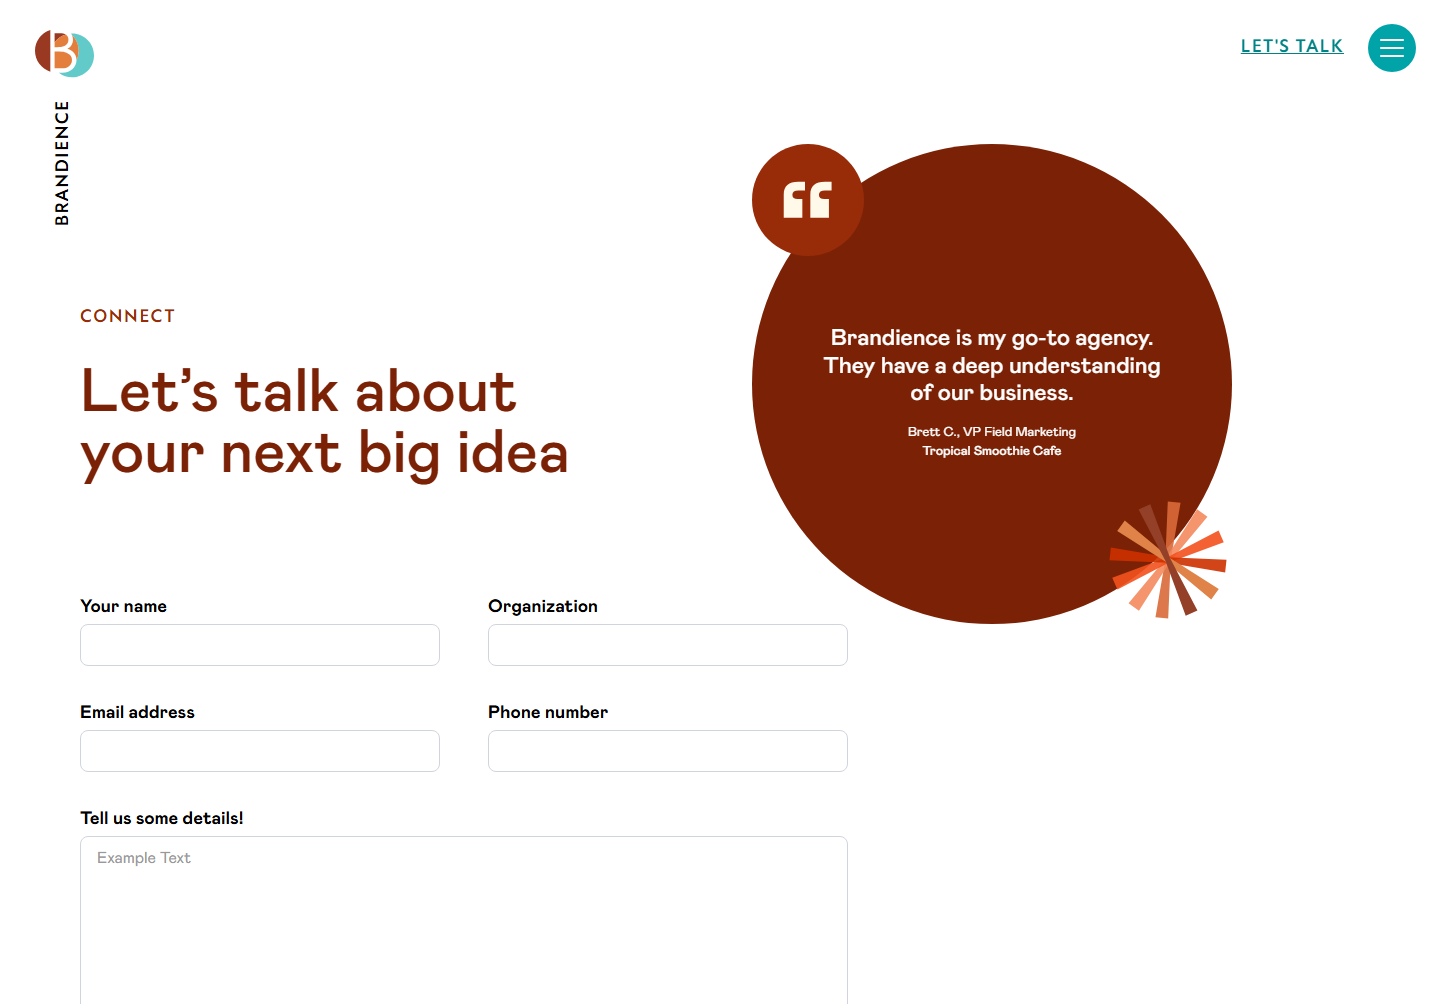 B
BRANDIENCE
LET'S TALK
CONNECT
Let’s talk about
your next big idea
Brandience is my go-to agency.
They have a deep understanding
of our business.
Brett C., VP Field Marketing
Tropical Smoothie Cafe
Your name
Organization
Email address
Phone number
Tell us some details!
Example Text